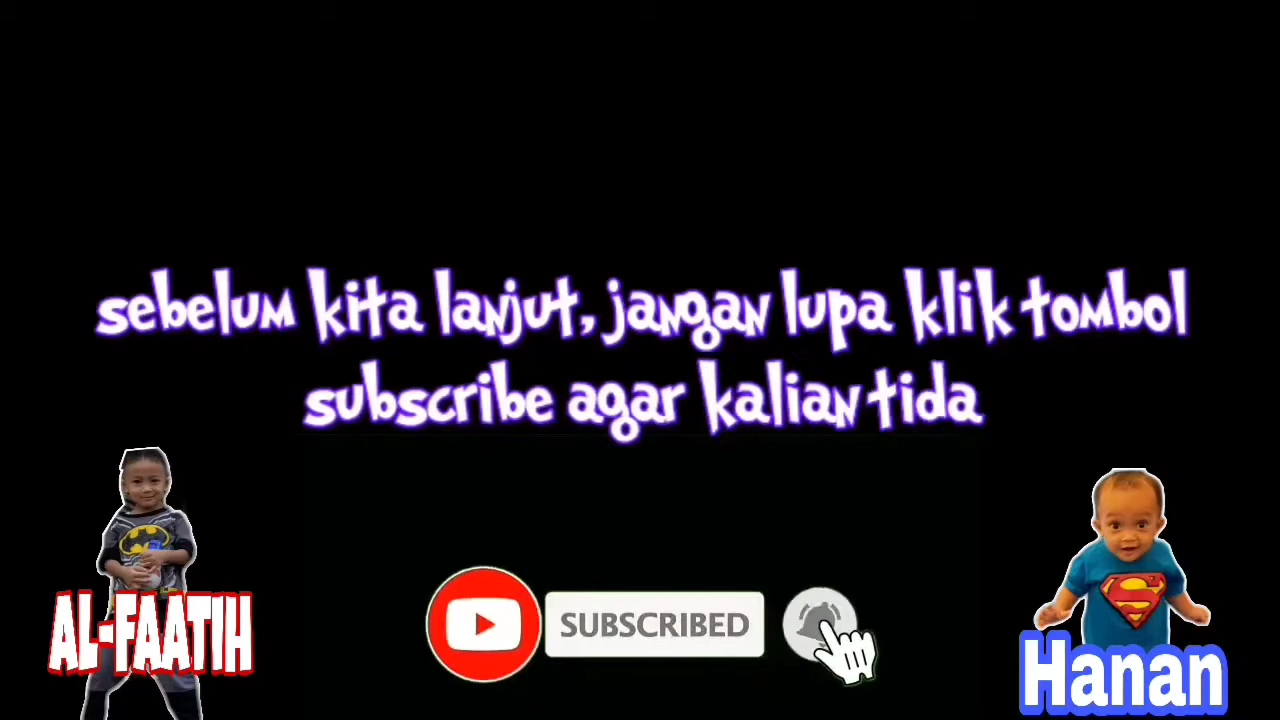 sebelum kita lanjut, jangan lupa klik tombol
subscribe agar kalian tida
AL-FAATIH
SUBSCRIBED
Hanan